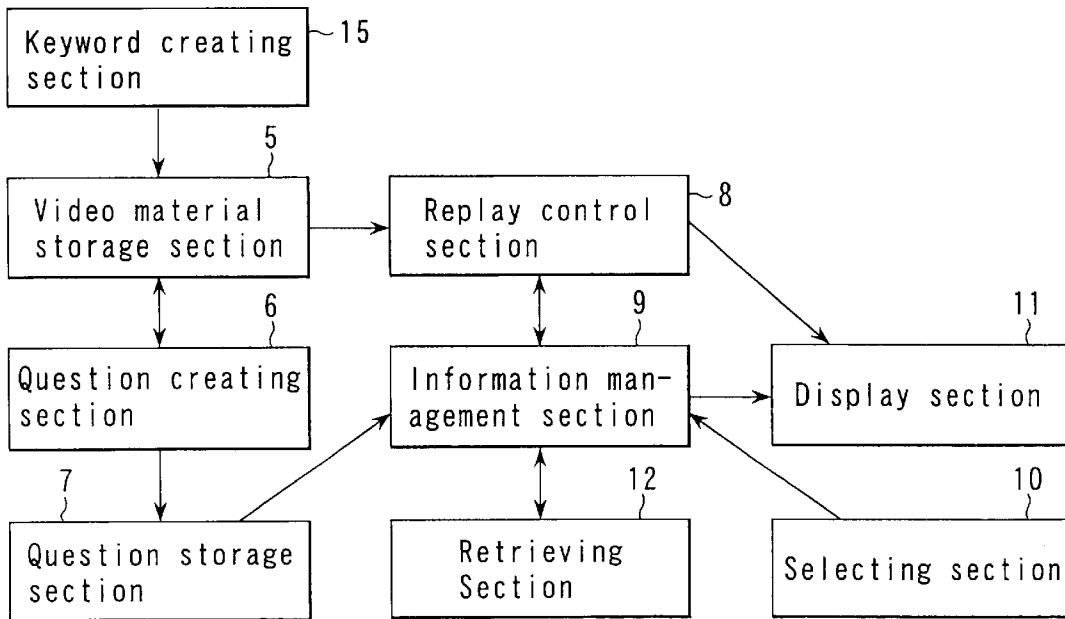 Keyword creating
section
15
5
Video material
storage section
Replay control
section
8
6
Question creating
section
9
Information man-
agement section
11
Display section
7
Question storage
section
12
Retrieving
Section
10
Selecting section